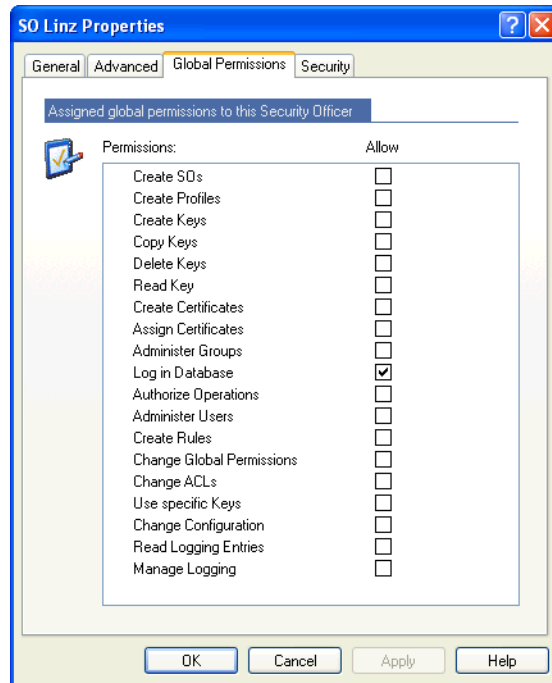 SO Linz Properties
General Advanced Global Permissions Security
Assigned global permissions to this Security Officer
Permissions: Allow
Create SOs
Create Profiles
Create Keys
Copy Keys
Delete Keys
Read Key
Create Certificates
Assign Certificates
Administer Groups
Log in Database
Authorize Operations
Administer Users
Create Rules
Change Global Permissions
Change ACLs
Use specific Keys
Change Configuration
Read Logging Entries
Manage Logging
OK Cancel Apply Help